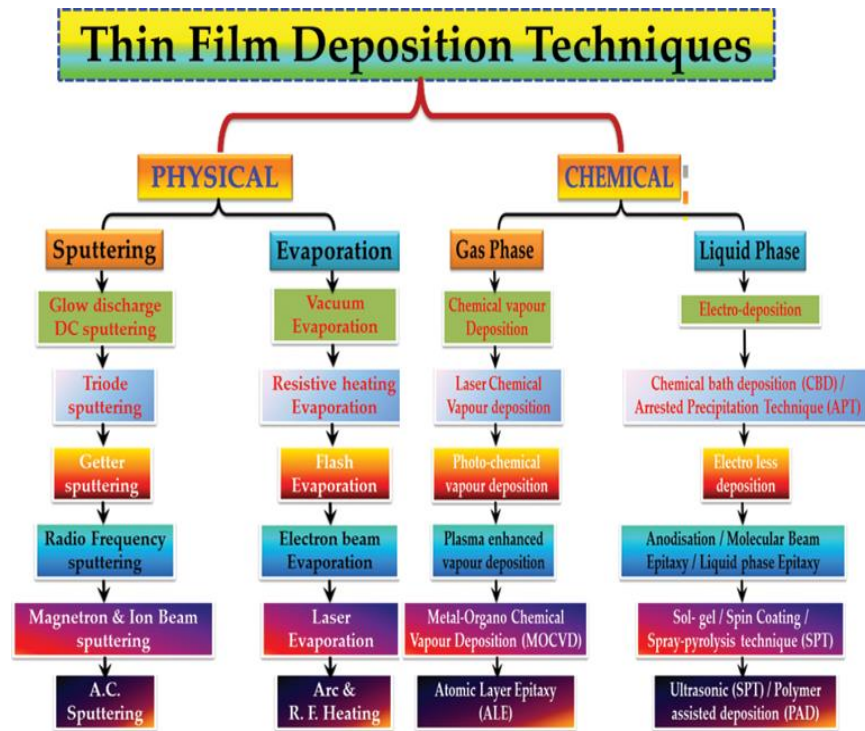 Thin Film Deposition Techniques
PHYSICAL
CHEMICAL
Sputtering
Evaporation
Gas Phase
Liquid Phase
Glow discharge
DC sputtering
Vacuum
Evaporation
Chemical vapour
Deposition
Electro-deposition
Triode
sputtering
Resistive heating
Evaporation
Laser Chemical
Vapour deposition
Chemical bath deposition (CBD) /
Arrested Precipitation Technique (APT)
Getter
sputtering
Flash
Evaporation
Photo-chemical
vapour deposition
Electro less
deposition
Radio Frequency
sputtering
Electron beam
Evaporation
Plasma enhanced
vapour deposition
Anodisation / Molecular Beam
Epitaxy / Liquid phase Epitaxy
Magnetron & Ion Beam
sputtering
Laser
Evaporation
Metal-Organo Chemical
Vapour Deposition (MOCVD)
Sol- gel / Spin Coating /
Spray-pyrolysis technique (SPT)
A.C.
Sputtering
Arc &
R. F. Heating
Atomic Layer Epitaxy
(ALE)
Ultrasonic (SPT) / Polymer
assisted deposition (PAD)